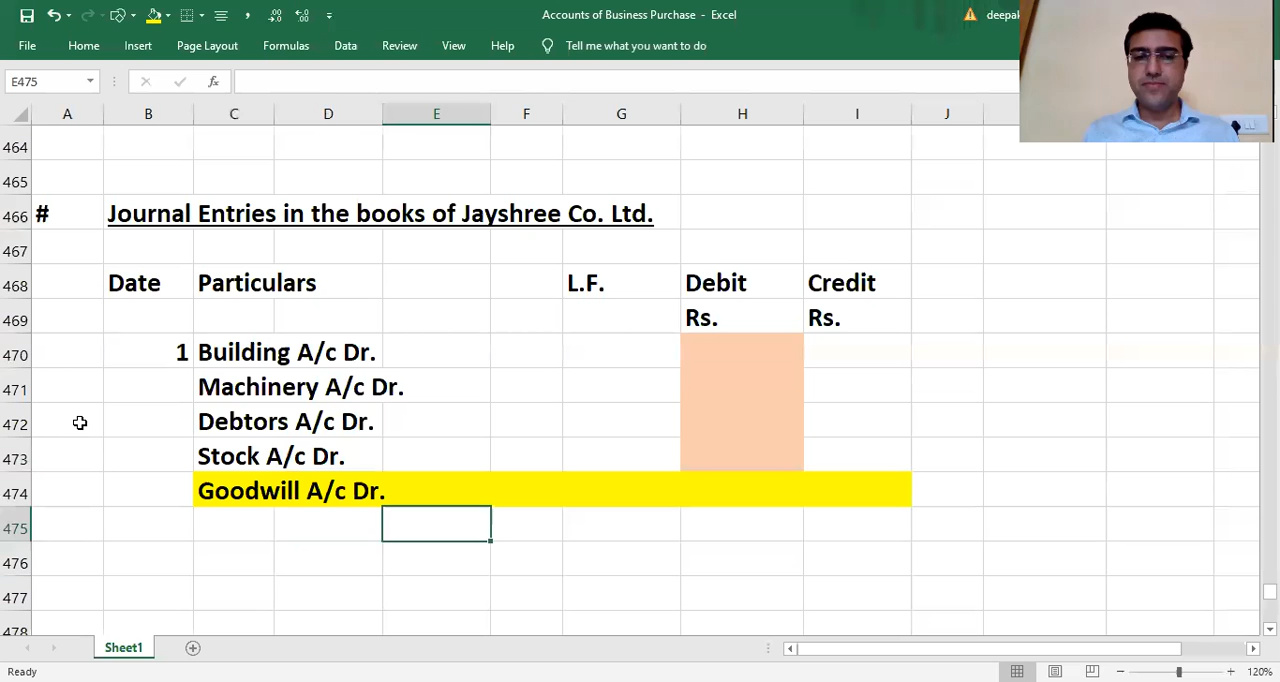 Accounts of Business Purchase - Excel
File Home Insert Page Layout Formulas Data Review View Help Tell me what you want to do
E475 fx
A B C D E F G H I J
464
465
466 # Journal Entries in the books of Jayshree Co. Ltd.
467
468 Date Particulars L.F. Debit Credit
469 Rs. Rs.
470 1 Building A/c Dr.
471 Machinery A/c Dr.
472 Debtors A/c Dr.
473 Stock A/c Dr.
474 Goodwill A/c Dr.
475
476
477
478
Sheet1
Ready 120%